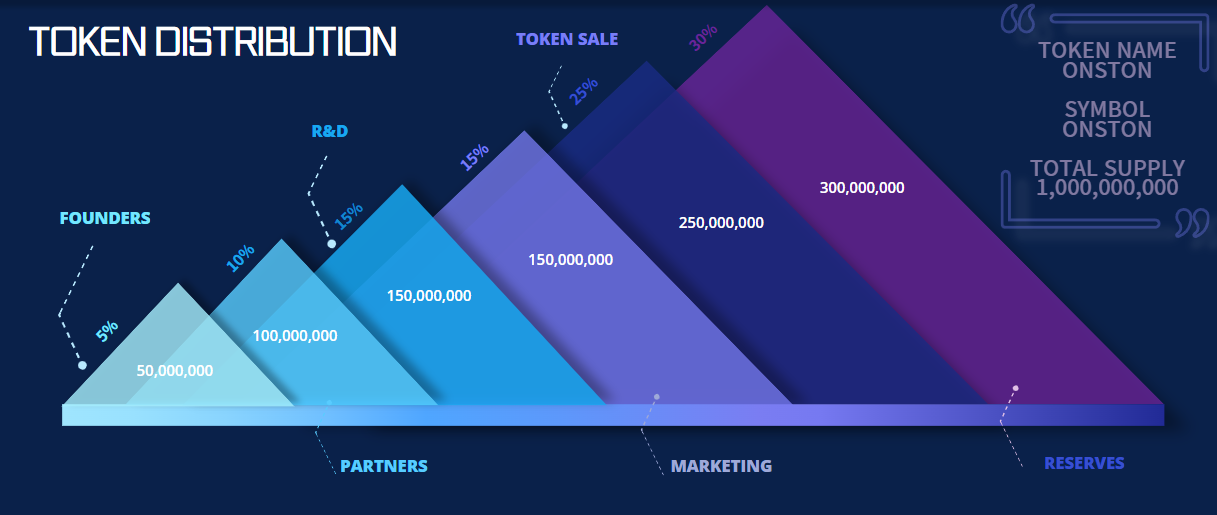 TOKEN DISTRIBUTION
TOKEN NAME
ONSTON
SYMBOL
ONSTON
TOTAL SUPPLY
1,000,000,000
FOUNDERS
5%
50,000,000
10%
100,000,000
PARTNERS
R&D
15%
150,000,000
15%
150,000,000
MARKETING
TOKEN SALE
25%
250,000,000
30%
300,000,000
RESERVES